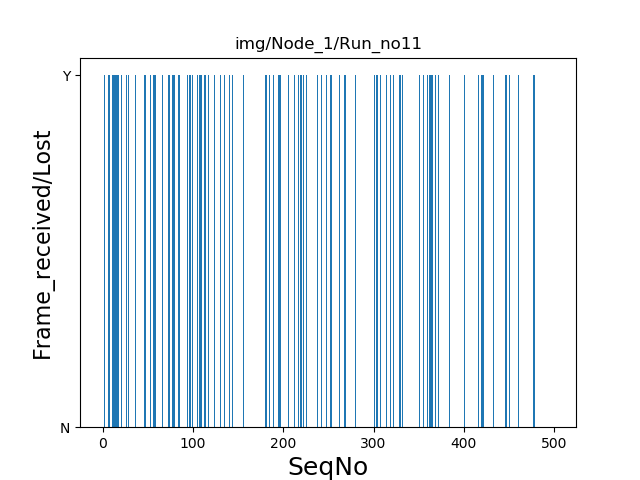 img/Node_1/Run_no11
Y
Frame_received/Lost
N
0 100 200 300 400 500
SeqNo